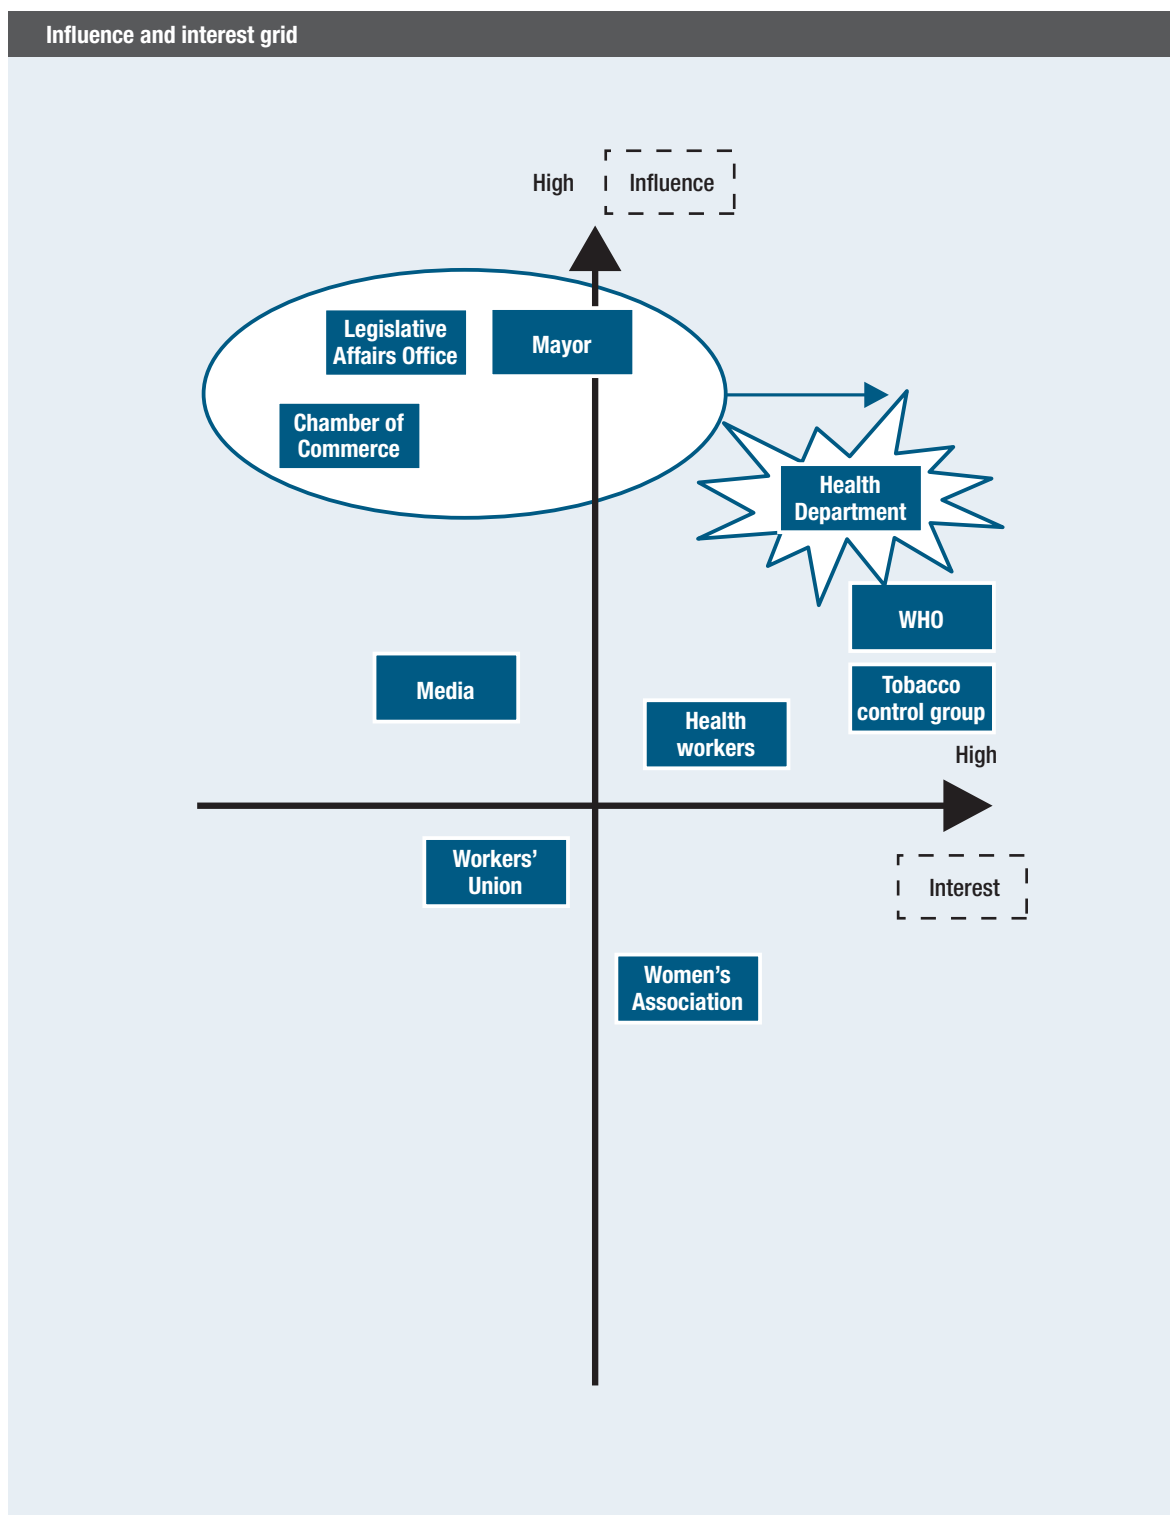 Influence and interest grid
High
Influence
Legislative
Affairs Office
Mayor
Chamber of
Commerce
Health
Department
WHO
Media
Tobacco
control group
Health
workers
High
Workers’
Union
Interest
Women’s
Association